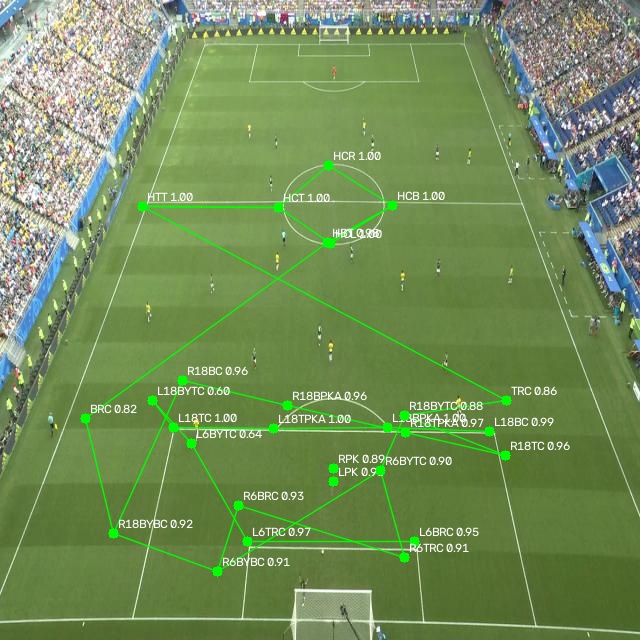 HCR 1.00
HTT 1.00
HCT 1.00
HCB 1.00
R18BC 0.96
L18BYTC 0.60
R18BPKA 0.96
TRC 0.86
BRC 0.82
R18BYTC 0.88
L18TC 1.00
L18TPKA 1.00
R18TPKA 0.97
L18BC 0.99
L6BYTC 0.64
R18TC 0.96
RPK 0.89
R6BYTC 0.90
LPK
R6BRC 0.93
R18BYBC 0.92
L6TRC 0.97
L6BRC 0.95
R6TRC 0.91
R6BYBC 0.91